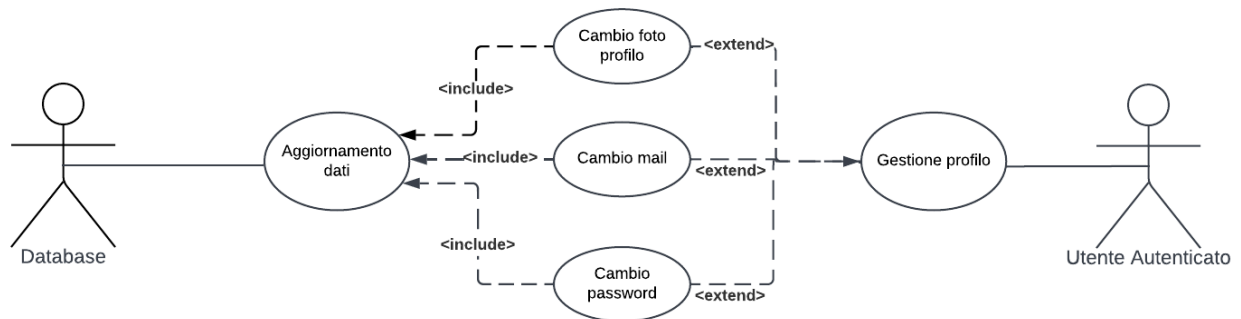 Cambio foto
profilo
<extend>
<include>
Aggiornamento
dati
<include>
Cambio mail
<extend>
Gestione profilo
<include>
Cambio
password
<extend>
Database
Utente Autenticato